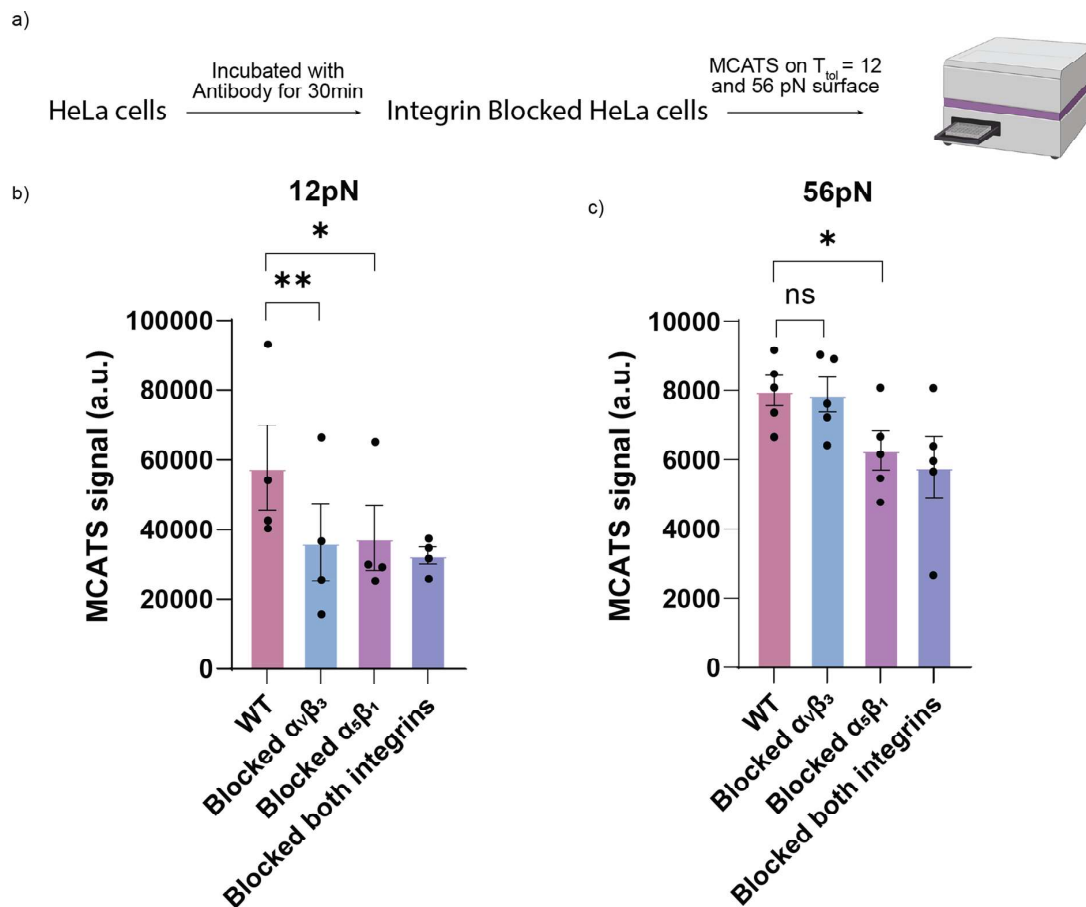 a)
HeLa cells
Incubated with
Antibody for 30min
Integrin Blocked HeLa cells
MCATS on Ttol = 12
and 56 pN surface
b)
12pN
*
**
MCATS signal (a.u.)
100000
80000
60000
40000
20000
0
WT
Blocked αvβ3
Blocked α5β1
Blocked both integrins
c)
56pN
*
ns
MCATS signal (a.u.)
10000
8000
6000
4000
2000
0
WT
Blocked αvβ3
Blocked α5β1
Blocked both integrins